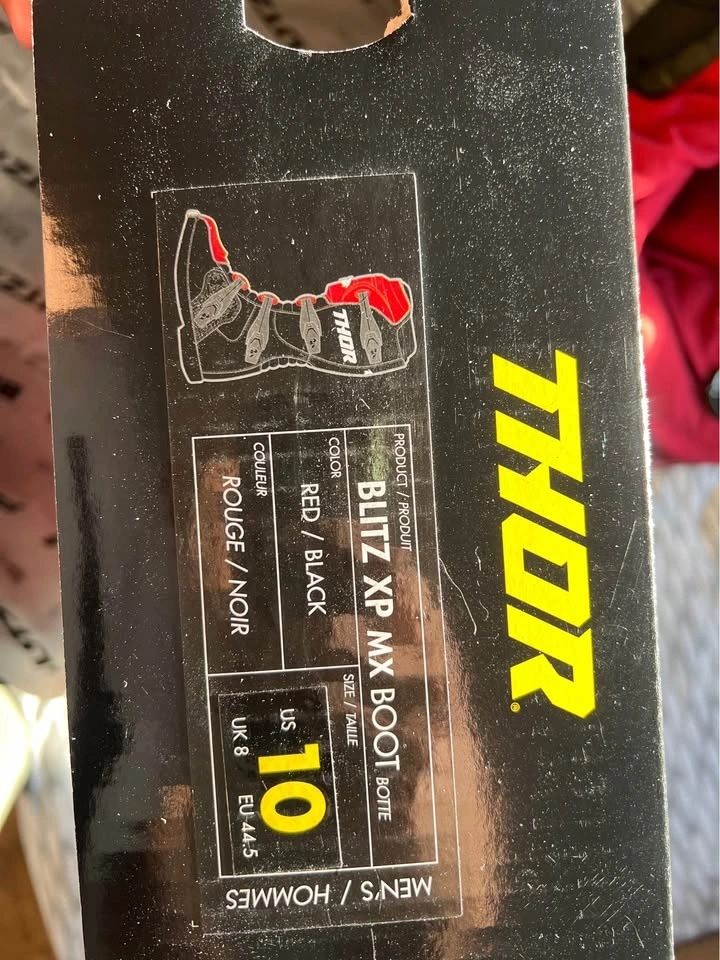 THOR®
THOR
PRODUCT / PRODUIT
BLITZ XP MX BOOT BOTTE
COLOR
RED / BLACK
COULEUR
ROUGE / NOIR
SIZE / TAILLE
US 10
UK 8 EU 44.5
MEN'S / HOMMES